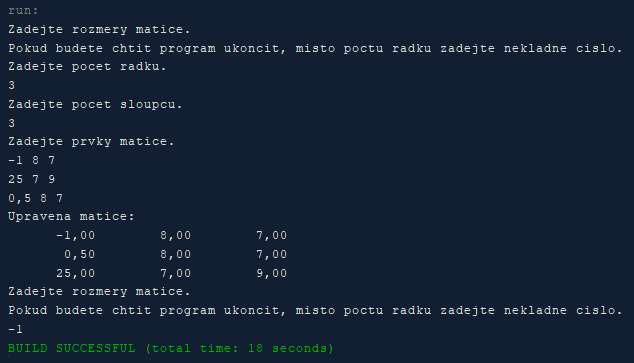 run:
Zadejte rozmery matice.
Pokud budete chtit program ukoncit, misto poctu radku zadejte nekladne cislo.
Zadejte pocet radku.
3
Zadejte pocet sloupcu.
3
Zadejte prvky matice.
-1 8 7
25 7 9
0,5 8 7
Upravena matice:
-1,00 8,00 7,00
0,50 8,00 7,00
25,00 7,00 9,00
Zadejte rozmery matice.
Pokud budete chtit program ukoncit, misto poctu radku zadejte nekladne cislo.
-1
BUILD SUCCESSFUL (total time: 18 seconds)